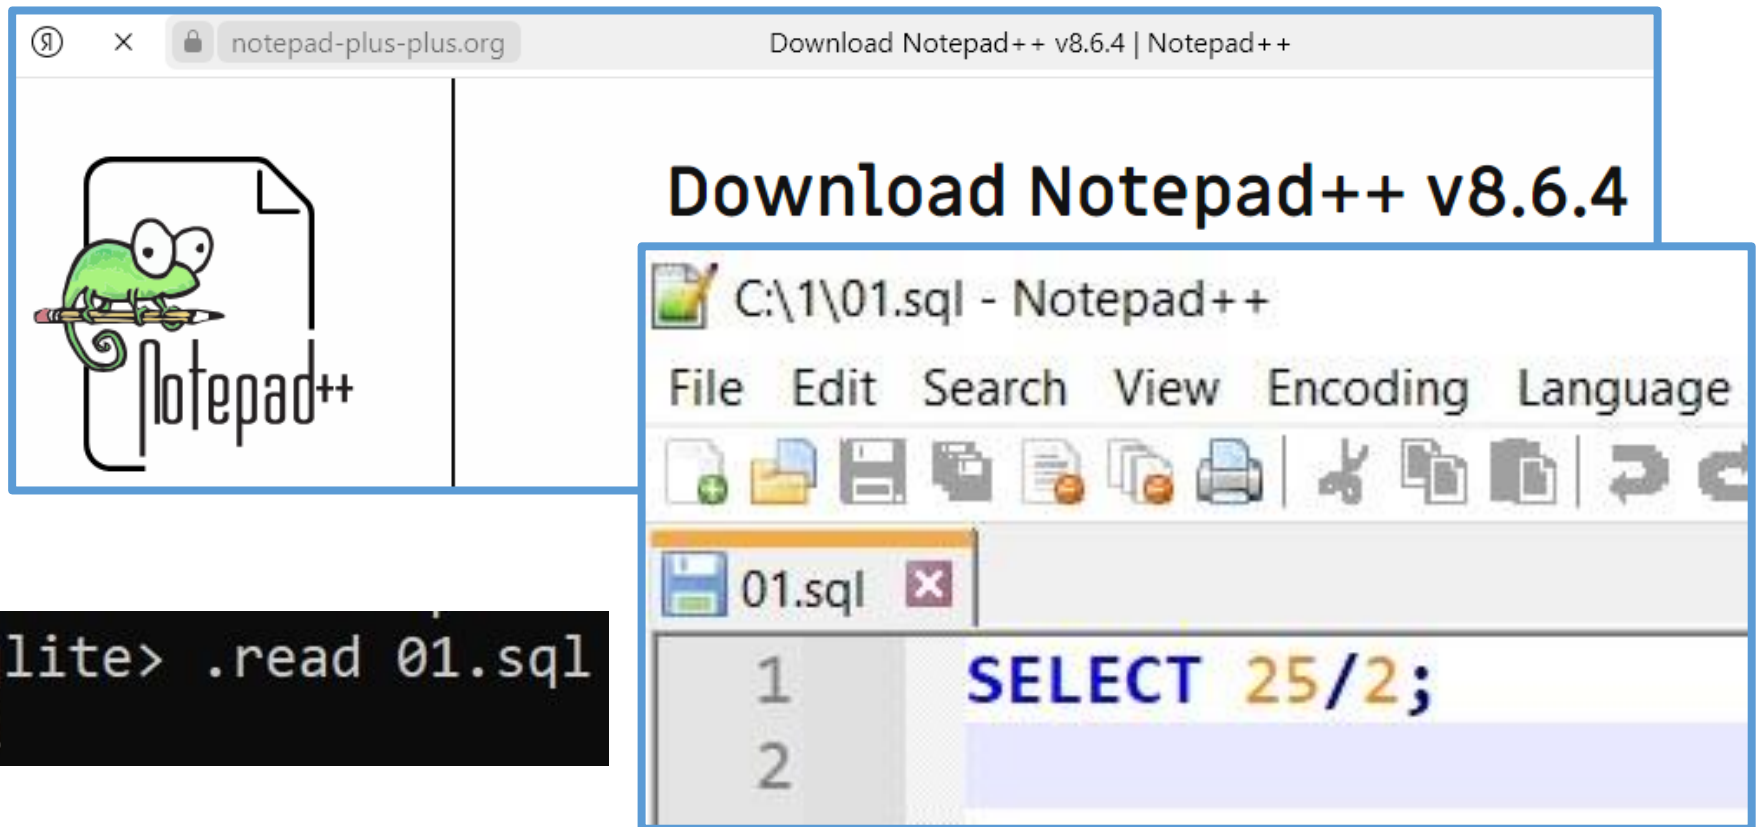 notepad-plus-plus.org Download Notepad++ v8.6.4 | Notepad++
Download Notepad++ v8.6.4
Notepad++
C:\1\01.sql - Notepad++
File Edit Search View Encoding Language
01.sql
1 SELECT 25/2;
2
lite> .read 01.sql